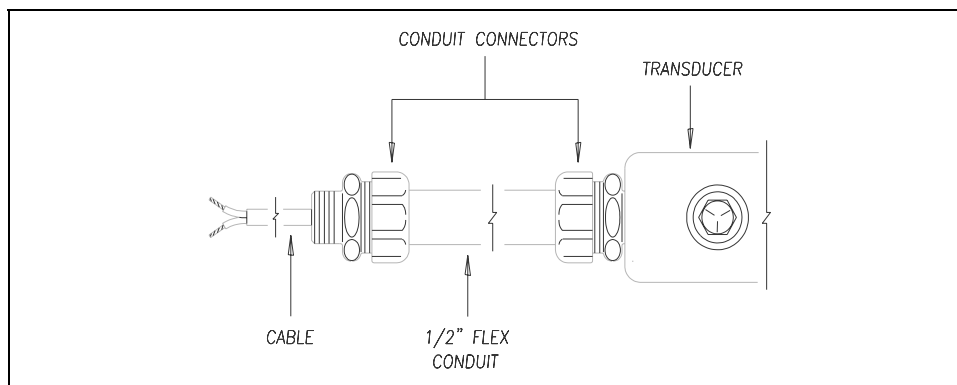 CONDUIT CONNECTORS
TRANSDUCER
CABLE
1/2” FLEX
CONDUIT